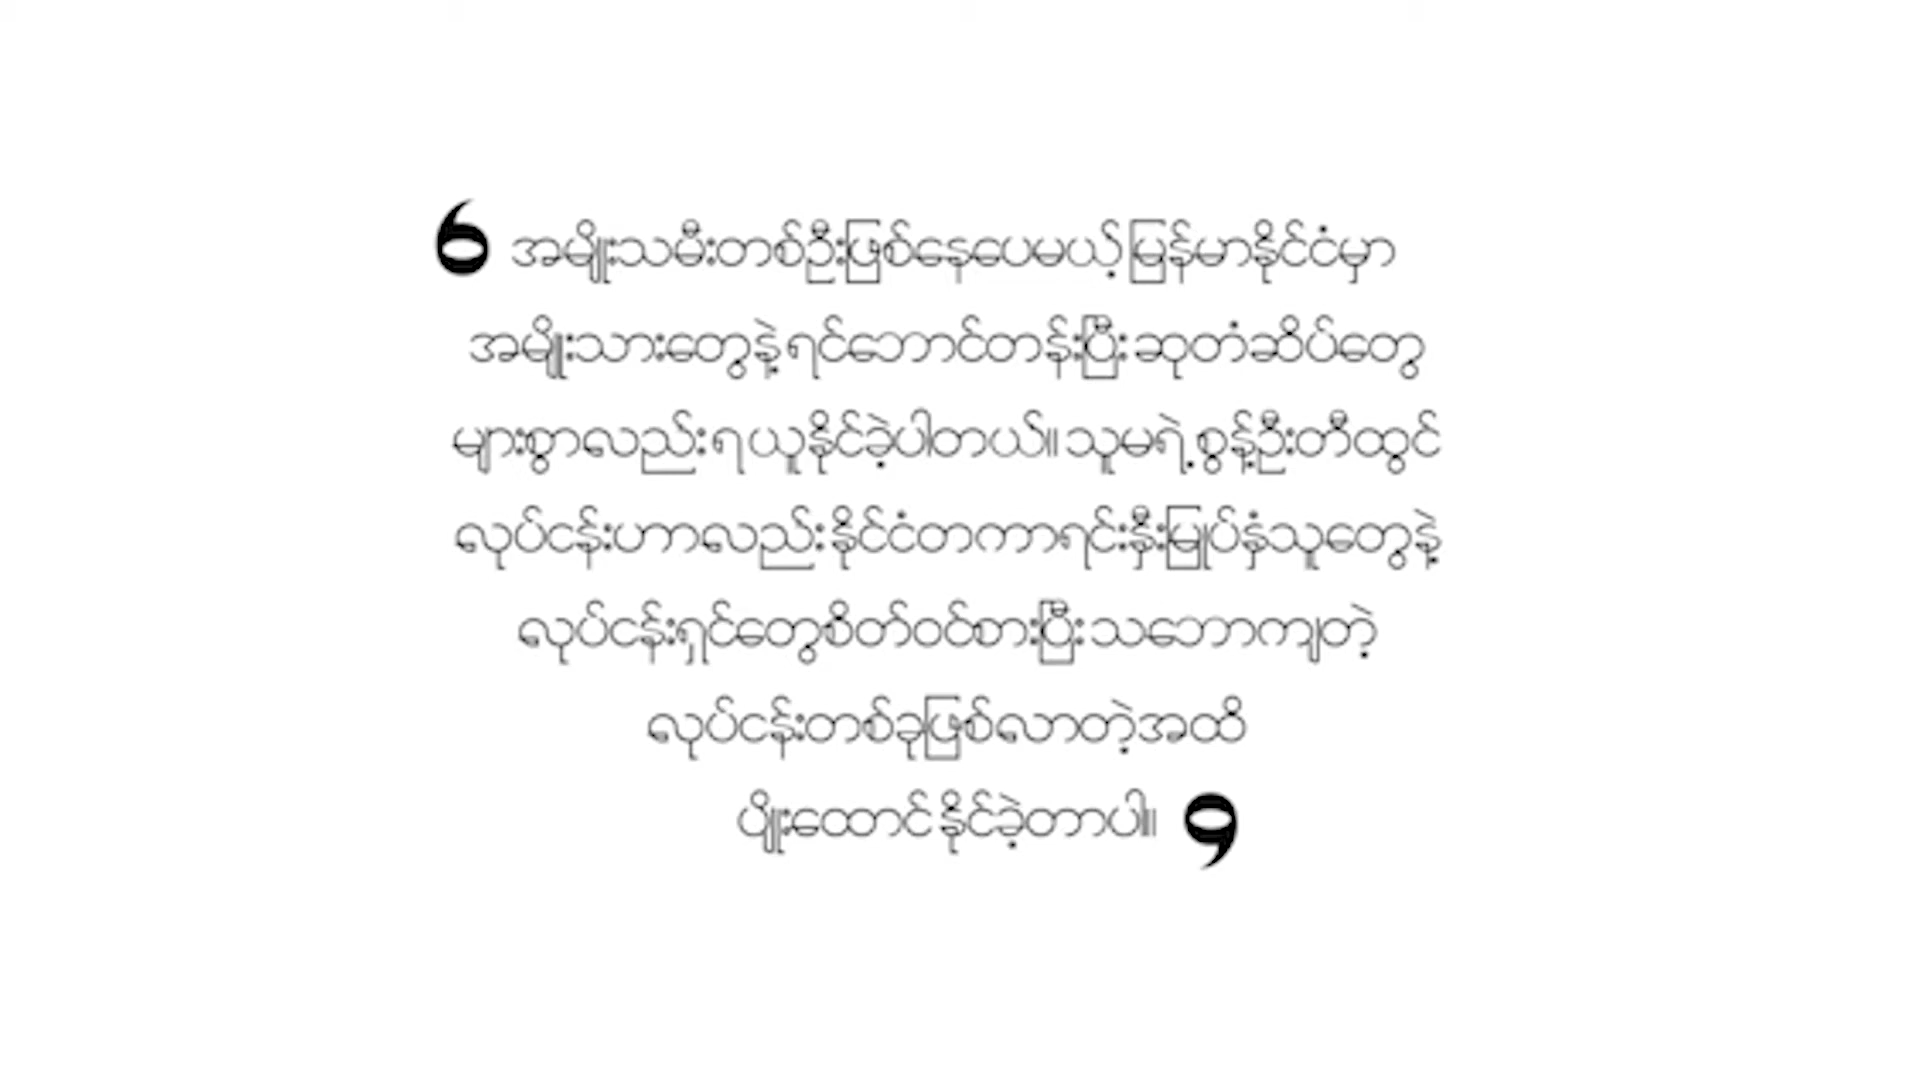 အမျိုးသမီးတစ်ဦးဖြစ်နေပေမယ့် မြန်မာနိုင်ငံမှာ
အမျိုးသားတွေနဲ့ ရင်ဘောင်တန်းပြီး ဆုတံဆိပ်တွေ
များစွာလည်း ရယူနိုင်ခဲ့ပါတယ်။ သူမရဲ့ စွန့်ဦးတီထွင်
လုပ်ငန်းဟာလည်း နိုင်ငံတကာရင်းနှီးမြှုပ်နှံသူတွေနဲ့
လုပ်ငန်းရှင်တွေစိတ်ဝင်စားပြီး သဘောကျတဲ့
လုပ်ငန်းတစ်ခုဖြစ်လာတဲ့အထိ
ပျိုးထောင်နိုင်ခဲ့တာပါ။